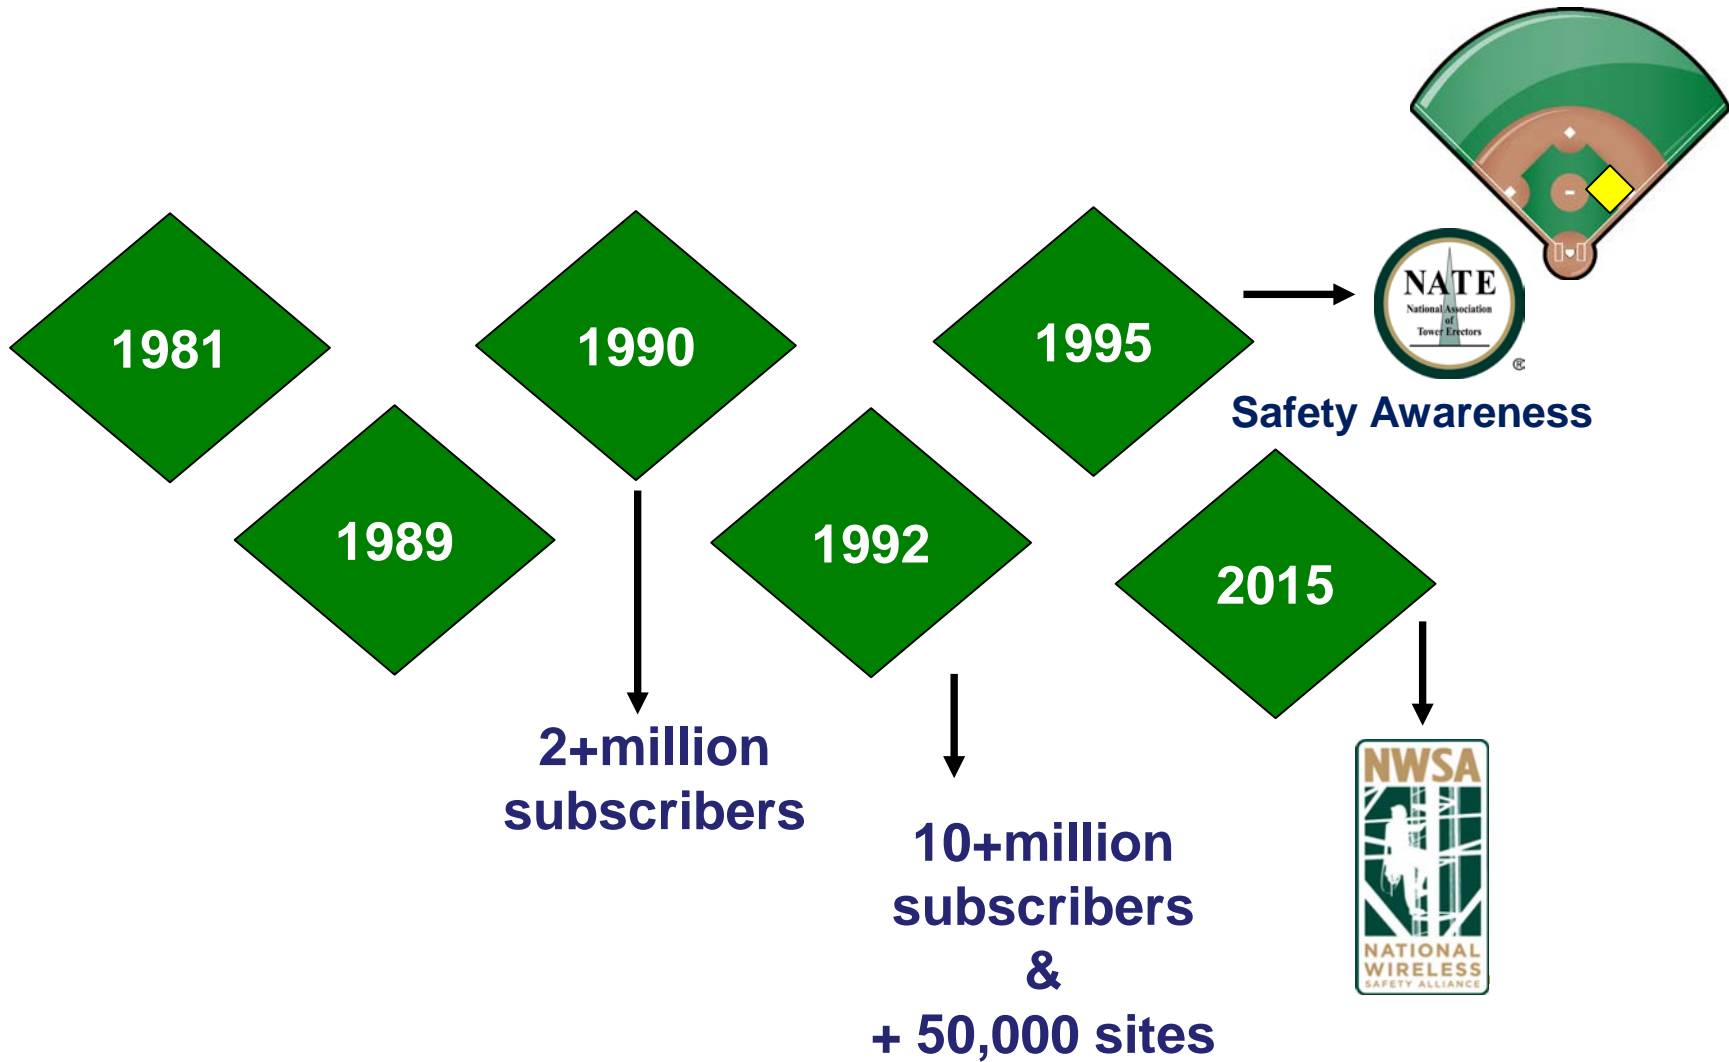 1981
1990
1995
NATE
National Association
of
Tower Erectors
®
Safety Awareness
1989
1992
2015
2+million
subscribers
10+million
subscribers
&
+ 50,000 sites
NWSA
NATIONAL
WIRELESS
SAFETY ALLIANCE